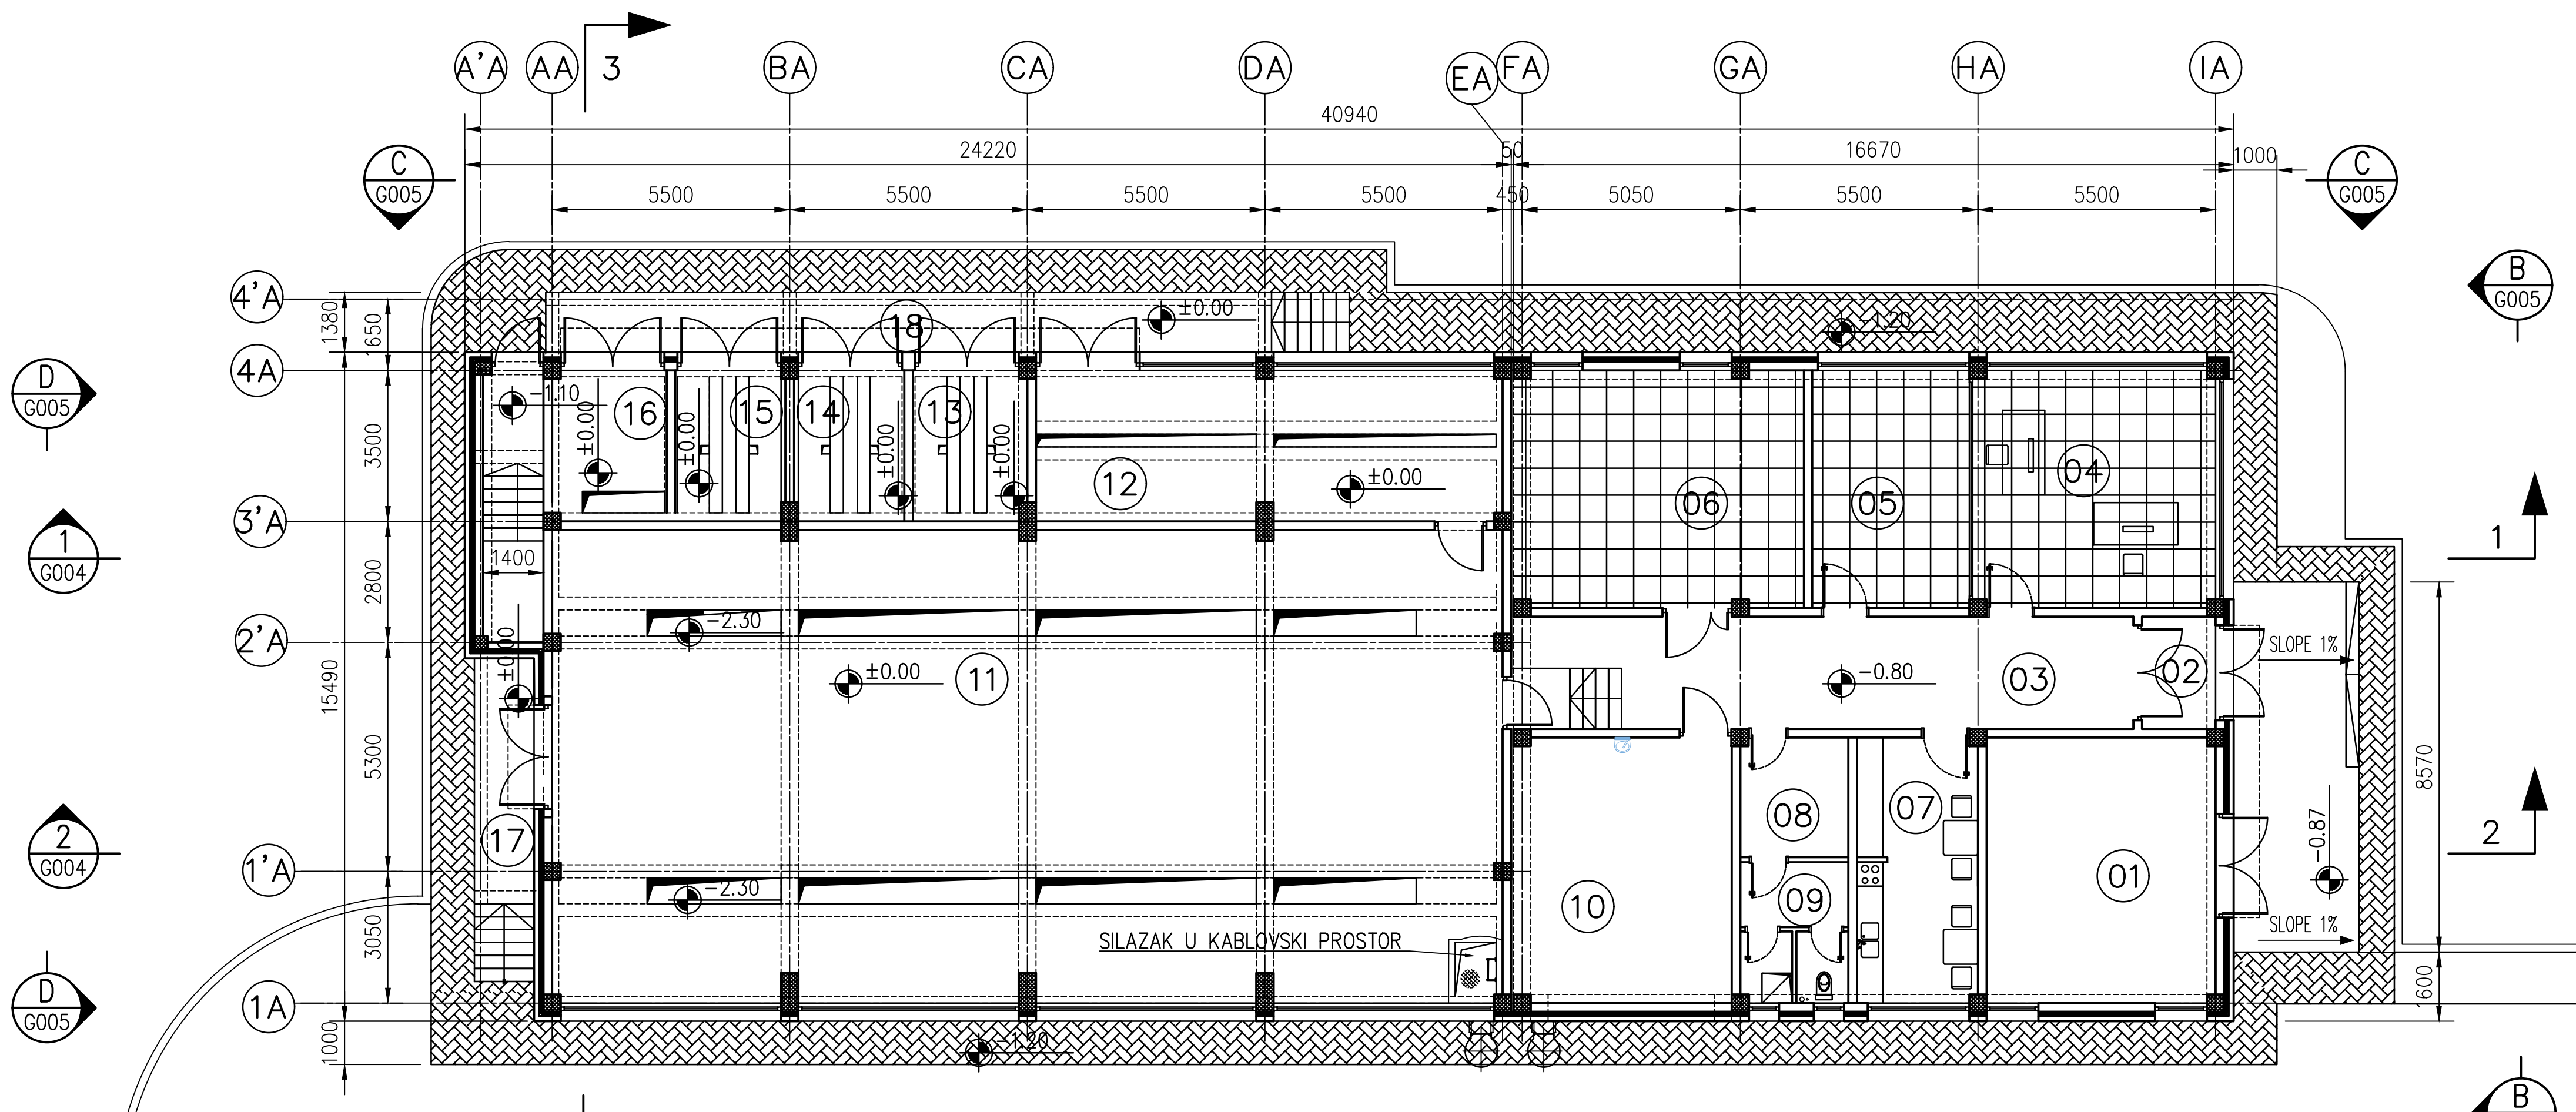 3
A'A AA BA CA DA EA FA GA HA IA
40940
24220 50 16670 1000
5500 5500 5500 5500 450 5050 5500 5500
C
G005
C
G005
B
G005
4'A
4A
3'A
2'A
1'A
1A
1380
1650
3500
2800
15490
5300
3050
1000
D
G005
1
G004
2
G004
D
G005
18
±0.00
-1.20
-1.10
±0.00
16
±0.00
15
14
±0.00
13
±0.00
12
±0.00
06
05
04
1400
1
-2.30
±0.00
±0.00
11
-0.80
03
02
SLOPE 1%
17
08
07
8570
-0.87
2
-2.30
10
09
01
SILAZAK U KABLOVSKI PROSTOR
SLOPE 1%
1600
-1.20
B